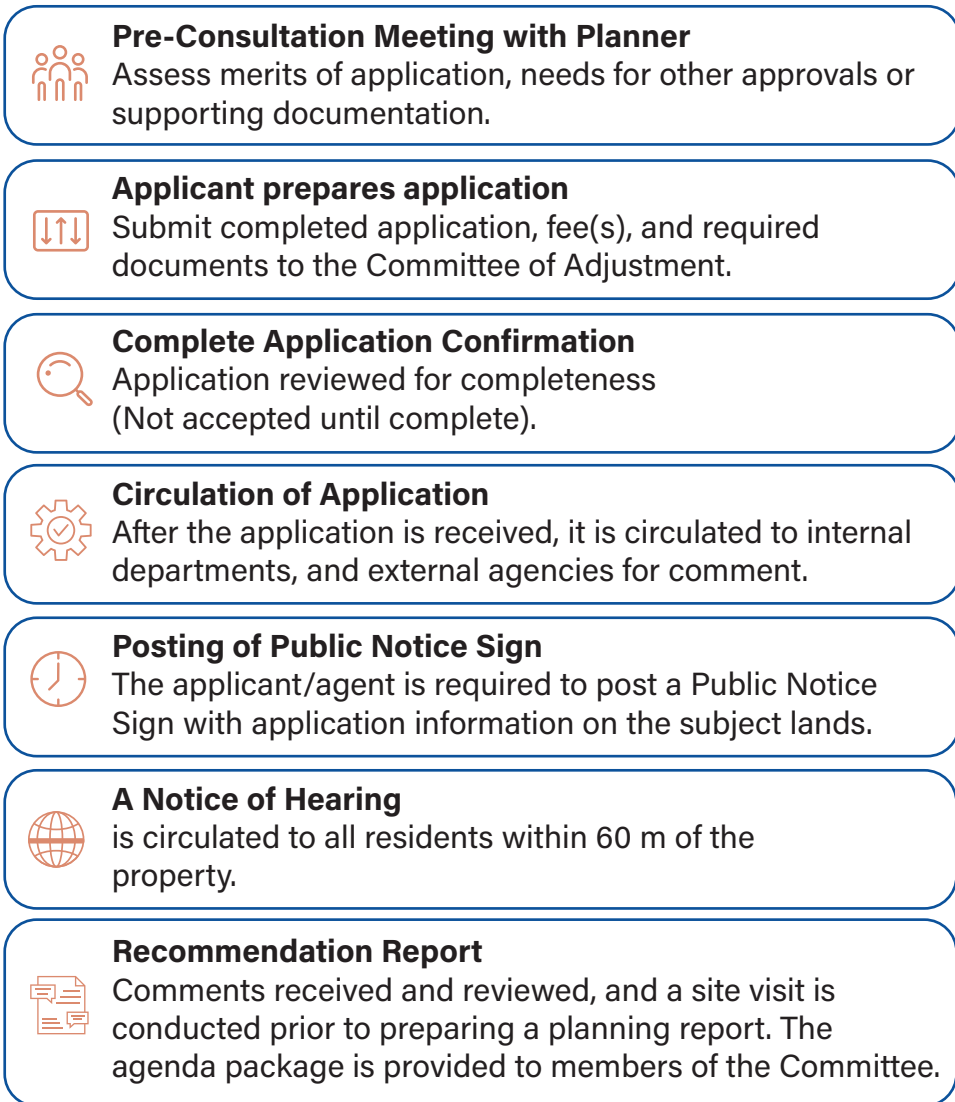 Pre-Consultation Meeting with Planner
Assess merits of application, needs for other approvals or
supporting documentation.
Applicant prepares application
Submit completed application, fee(s), and required
documents to the Committee of Adjustment.
Complete Application Confirmation
Application reviewed for completeness
(Not accepted until complete).
Circulation of Application
After the application is received, it is circulated to internal
departments, and external agencies for comment.
Posting of Public Notice Sign
The applicant/agent is required to post a Public Notice
Sign with application information on the subject lands.
A Notice of Hearing
is circulated to all residents within 60 m of the
property.
Recommendation Report
Comments received and reviewed, and a site visit is
conducted prior to preparing a planning report. The
agenda package is provided to members of the Committee.